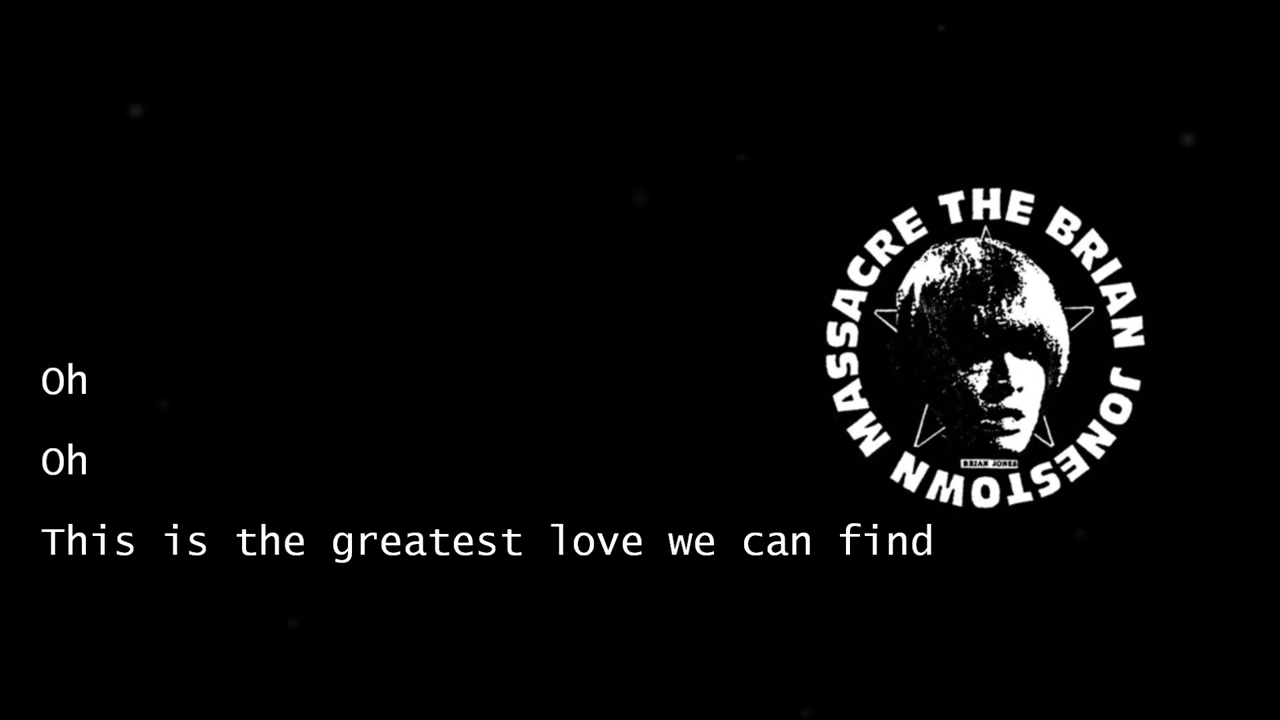 THE BRIAN JONESTOWN MASSACRE
BRIAN JONES
Oh
Oh
This is the greatest love we can find